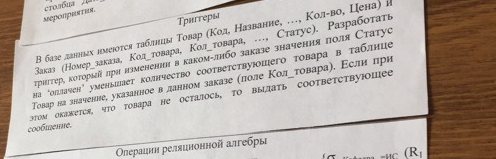 столбца Дата_
мероприятия.
Триггеры
В базе данных имеются таблицы Товар (Код, Название, …, Кол-во, Цена) и
Заказ (Номер_заказа, Код_товара, Кол_товара, …, Статус). Разработать
триггер, который при изменении в каком-либо заказе значения поля Статус
на ‘оплачен’ уменьшает количество соответствующего товара в таблице
Товар на значение, указанное в данном заказе (поле Кол_товара). Если при
этом окажется, что товара не осталось, то выдать соответствующее
сообщение.
Операции реляционной алгебры
σ Кафедра =ИС (R1